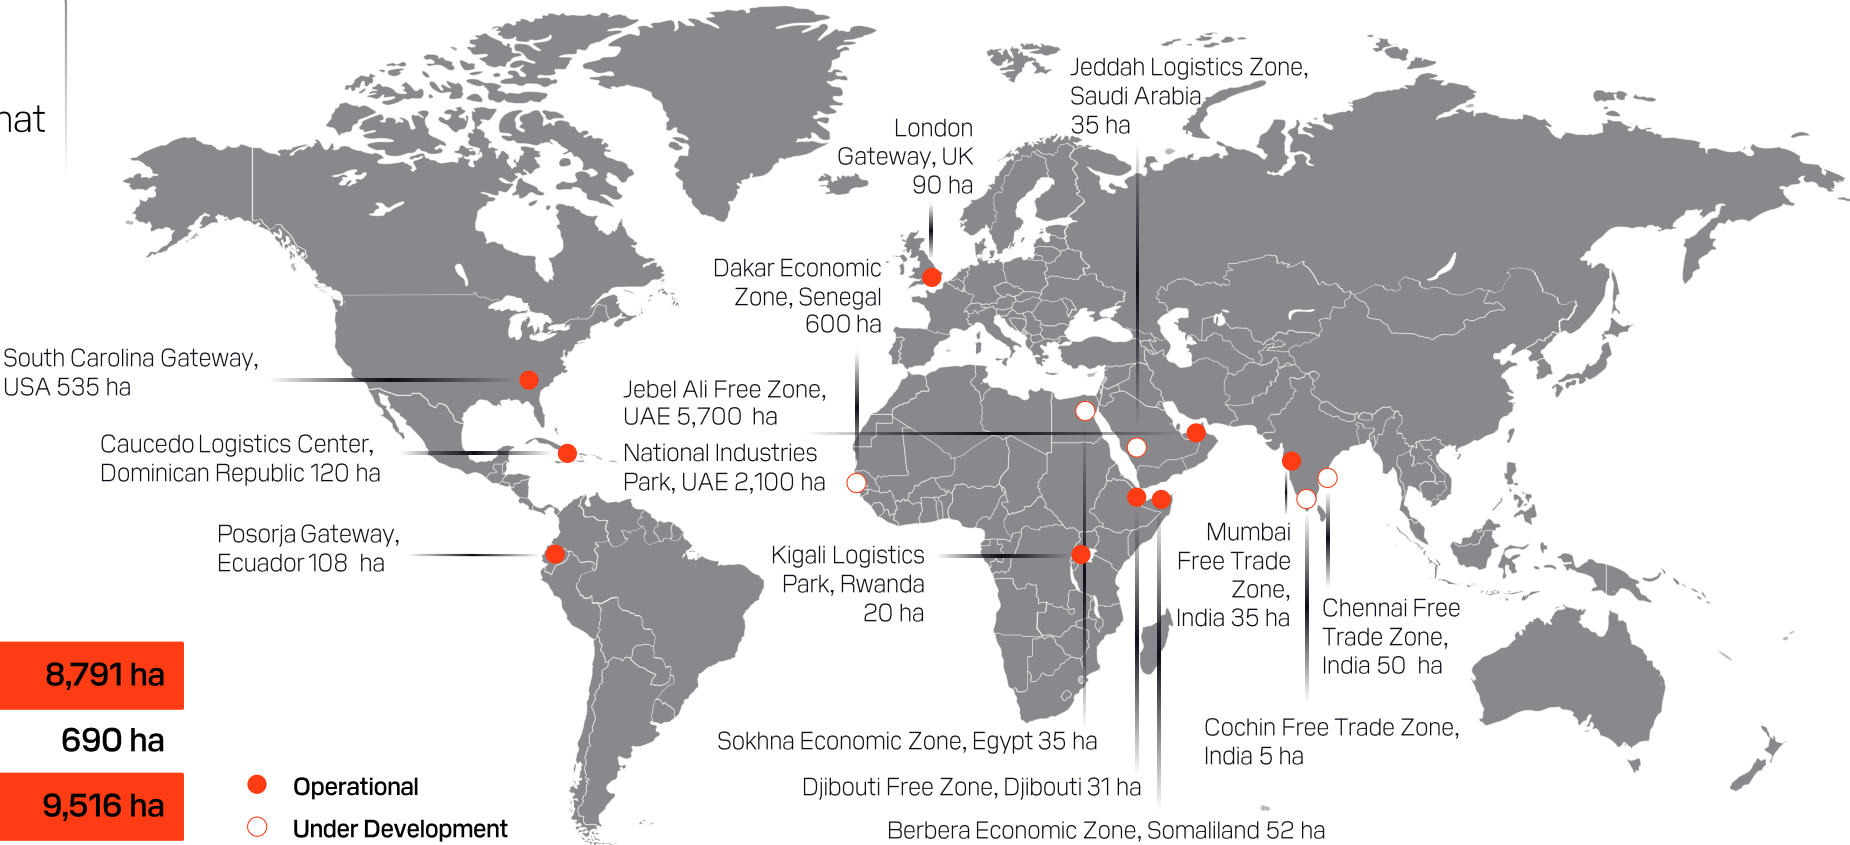 hat
Jeddah Logistics Zone,
Saudi Arabia
35 ha
London
Gateway, UK
90 ha
Dakar Economic
Zone, Senegal
600 ha
South Carolina Gateway,
USA 535 ha
Jebel Ali Free Zone,
UAE 5,700 ha
Caucedo Logistics Center,
Dominican Republic 120 ha
National Industries
Park, UAE 2,100 ha
Posorja Gateway,
Ecuador 108 ha
Kigali Logistics
Park, Rwanda
20 ha
Mumbai
Free Trade
Zone,
India 35 ha
Chennai Free
Trade Zone,
India 50 ha
Cochin Free Trade Zone,
India 5 ha
Sokhna Economic Zone, Egypt 35 ha
Djibouti Free Zone, Djibouti 31 ha
Berbera Economic Zone, Somaliland 52 ha
8,791 ha
690 ha
9,516 ha
Operational
Under Development